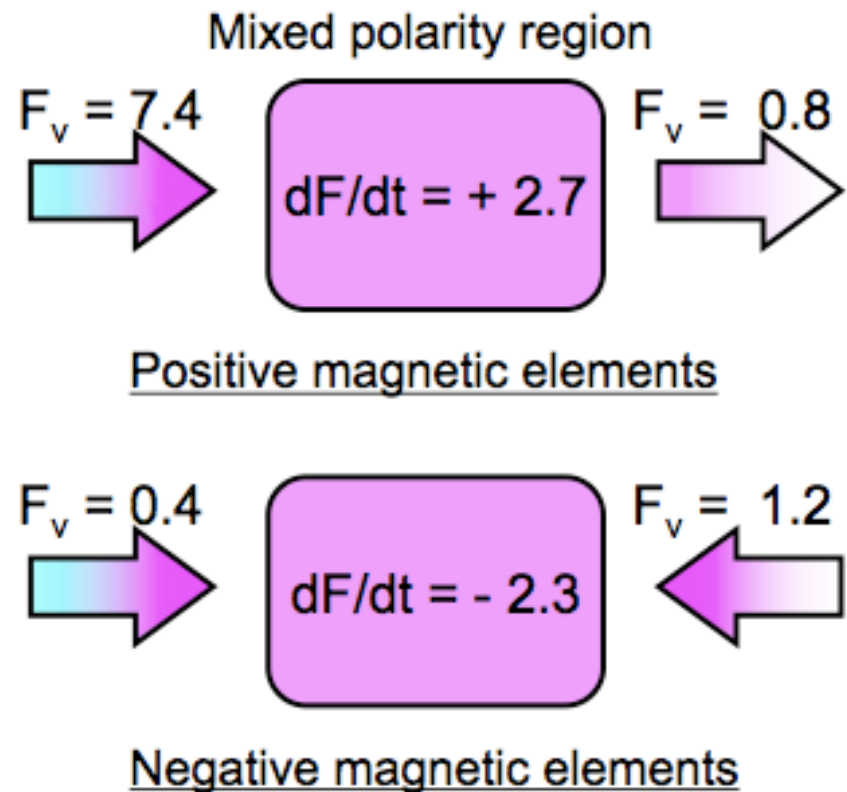 Mixed polarity region
Fᵥ = 7.4 Fᵥ = 0.8
dF/dt = + 2.7
Positive magnetic elements
Fᵥ = 0.4 Fᵥ = 1.2
dF/dt = - 2.3
Negative magnetic elements